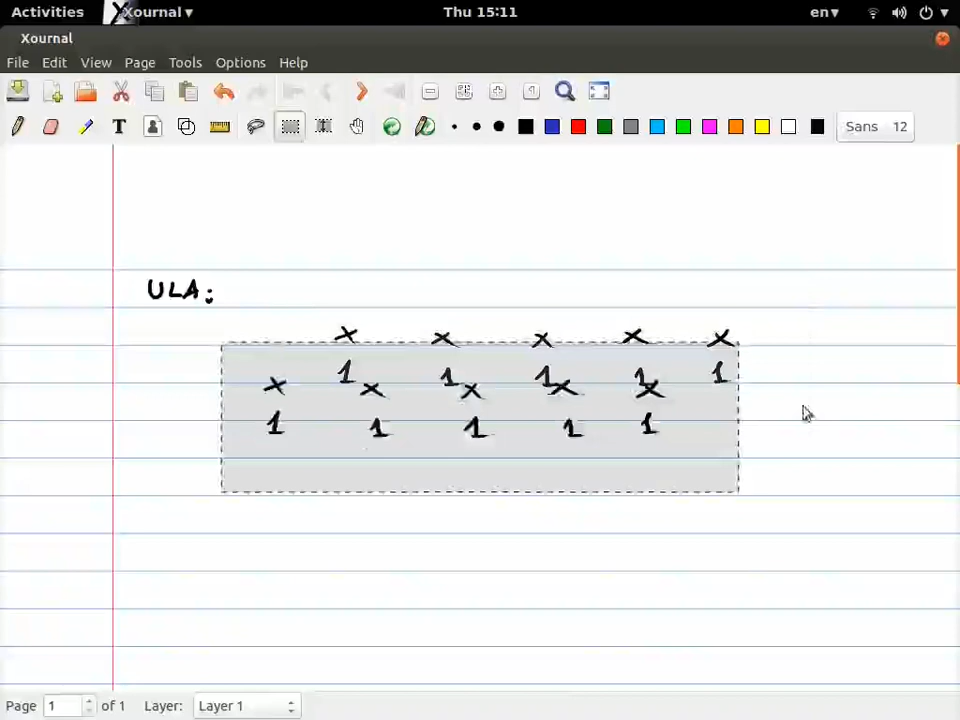 Activities Xournal ▾ Thu 15:11 en ▾
Xournal
File Edit View Page Tools Options Help
Sans 12
ULA:
x x x x x
1 1 1 1 1
x x x x x
1 1 1 1 1
Page 1 of 1 Layer: Layer 1